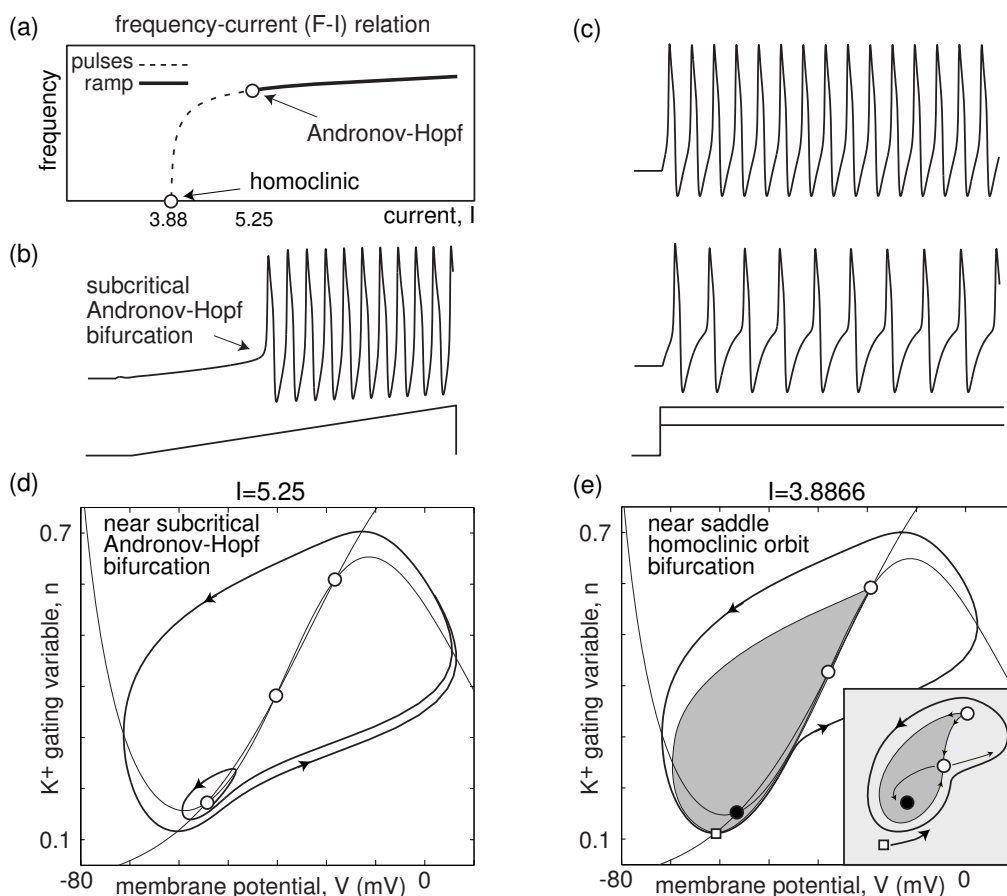 (a)
frequency-current (F-I) relation
pulses
ramp
frequency
Andronov-Hopf
homoclinic
3.88
5.25
current, I
(b)
subcritical
Andronov-Hopf
bifurcation
(c)
(d)
I=5.25
near subcritical
Andronov-Hopf
bifurcation
0.7
K+ gating variable, n
0.1
-80
membrane potential, V (mV)
0
(e)
I=3.8866
near saddle
homoclinic orbit
bifurcation
0.7
K+ gating variable, n
0.1
-80
membrane potential, V (mV)
0